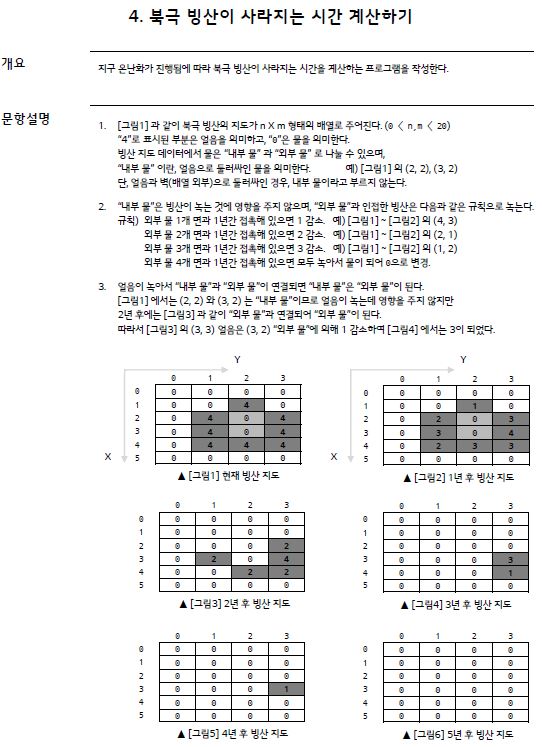 4. 북극 빙산이 사라지는 시간 계산하기
개요
지구 온난화가 진행됨에 따라 북극 빙산이 사라지는 시간을 계산하는 프로그램을 작성한다.
문항설명
1. [그림1] 과 같이 북극 빙산의 지도가 n X m 형태의 배열로 주어진다. (0 < n,m < 20)
“4”로 표시된 부분은 얼음을 의미하고, “0”은 물을 의미한다.
빙산 지도 데이터에서 물은 “내부 물” 과 “외부 물” 로 나눌 수 있으며,
“내부 물” 이란, 얼음으로 둘러싸인 물을 의미한다. 예) [그림1] 의 (2, 2), (3, 2)
단, 얼음과 벽(배열 외부)으로 둘러싸인 경우, 내부 물이라고 부르지 않는다.
2. “내부 물”은 빙산이 녹는 것에 영향을 주지 않으며, “외부 물”과 인접한 빙산은 다음과 같은 규칙으로 녹는다.
규칙) 외부 물 1개 면과 1년간 접촉해 있으면 1 감소. 예) [그림1] ~ [그림2] 의 (4, 3)
외부 물 2개 면과 1년간 접촉해 있으면 2 감소. 예) [그림1] ~ [그림2] 의 (2, 1)
외부 물 3개 면과 1년간 접촉해 있으면 3 감소. 예) [그림1] ~ [그림2] 의 (1, 2)
외부 물 4개 면과 1년간 접촉해 있으면 모두 녹아서 물이 되어 0으로 변경.
3. 얼음이 녹아서 “내부 물”과 “외부 물”이 연결되면 “내부 물”은 “외부 물”이 된다.
[그림1] 에서는 (2, 2) 와 (3, 2) 는 “내부 물”이므로 얼음이 녹는데 영향을 주지 않지만
2년 후에는 [그림3] 과 같이 “외부 물”과 연결되어 “외부 물”이 된다.
따라서 [그림3] 의 (3, 3) 얼음은 (3, 2) “외부 물”에 의해 1 감소하여 [그림4] 에서는 3이 되었다.
Y
0 1 2 3
0 0 0 0 0
1 0 0 4 0
2 0 4 0 4
3 0 4 0 4
4 0 4 4 4
5 0 0 0 0
X
▲ [그림1] 현재 빙산 지도
Y
0 1 2 3
0 0 0 0 0
1 0 0 1 0
2 0 2 0 3
3 0 3 0 4
4 0 2 3 3
5 0 0 0 0
X
▲ [그림2] 1년 후 빙산 지도
0 1 2 3
0 0 0 0 0
1 0 0 0 0
2 0 0 0 2
3 0 2 0 4
4 0 0 2 2
5 0 0 0 0
▲ [그림3] 2년 후 빙산 지도
0 1 2 3
0 0 0 0 0
1 0 0 0 0
2 0 0 0 0
3 0 0 0 3
4 0 0 0 1
5 0 0 0 0
▲ [그림4] 3년 후 빙산 지도
0 1 2 3
0 0 0 0 0
1 0 0 0 0
2 0 0 0 0
3 0 0 0 1
4 0 0 0 0
5 0 0 0 0
▲ [그림5] 4년 후 빙산 지도
0 1 2 3
0 0 0 0 0
1 0 0 0 0
2 0 0 0 0
3 0 0 0 0
4 0 0 0 0
5 0 0 0 0
▲ [그림6] 5년 후 빙산 지도